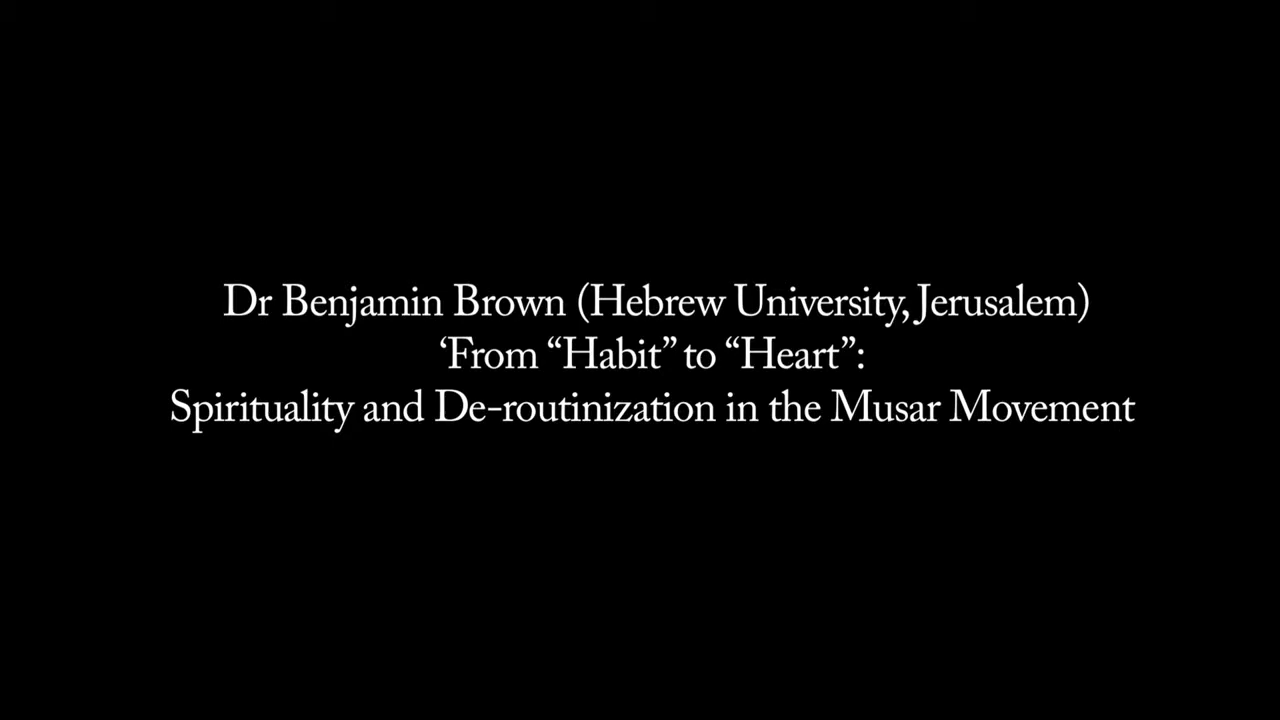 Dr Benjamin Brown (Hebrew University, Jerusalem)
‘From “Habit” to “Heart”:
Spirituality and De-routinization in the Musar Movement